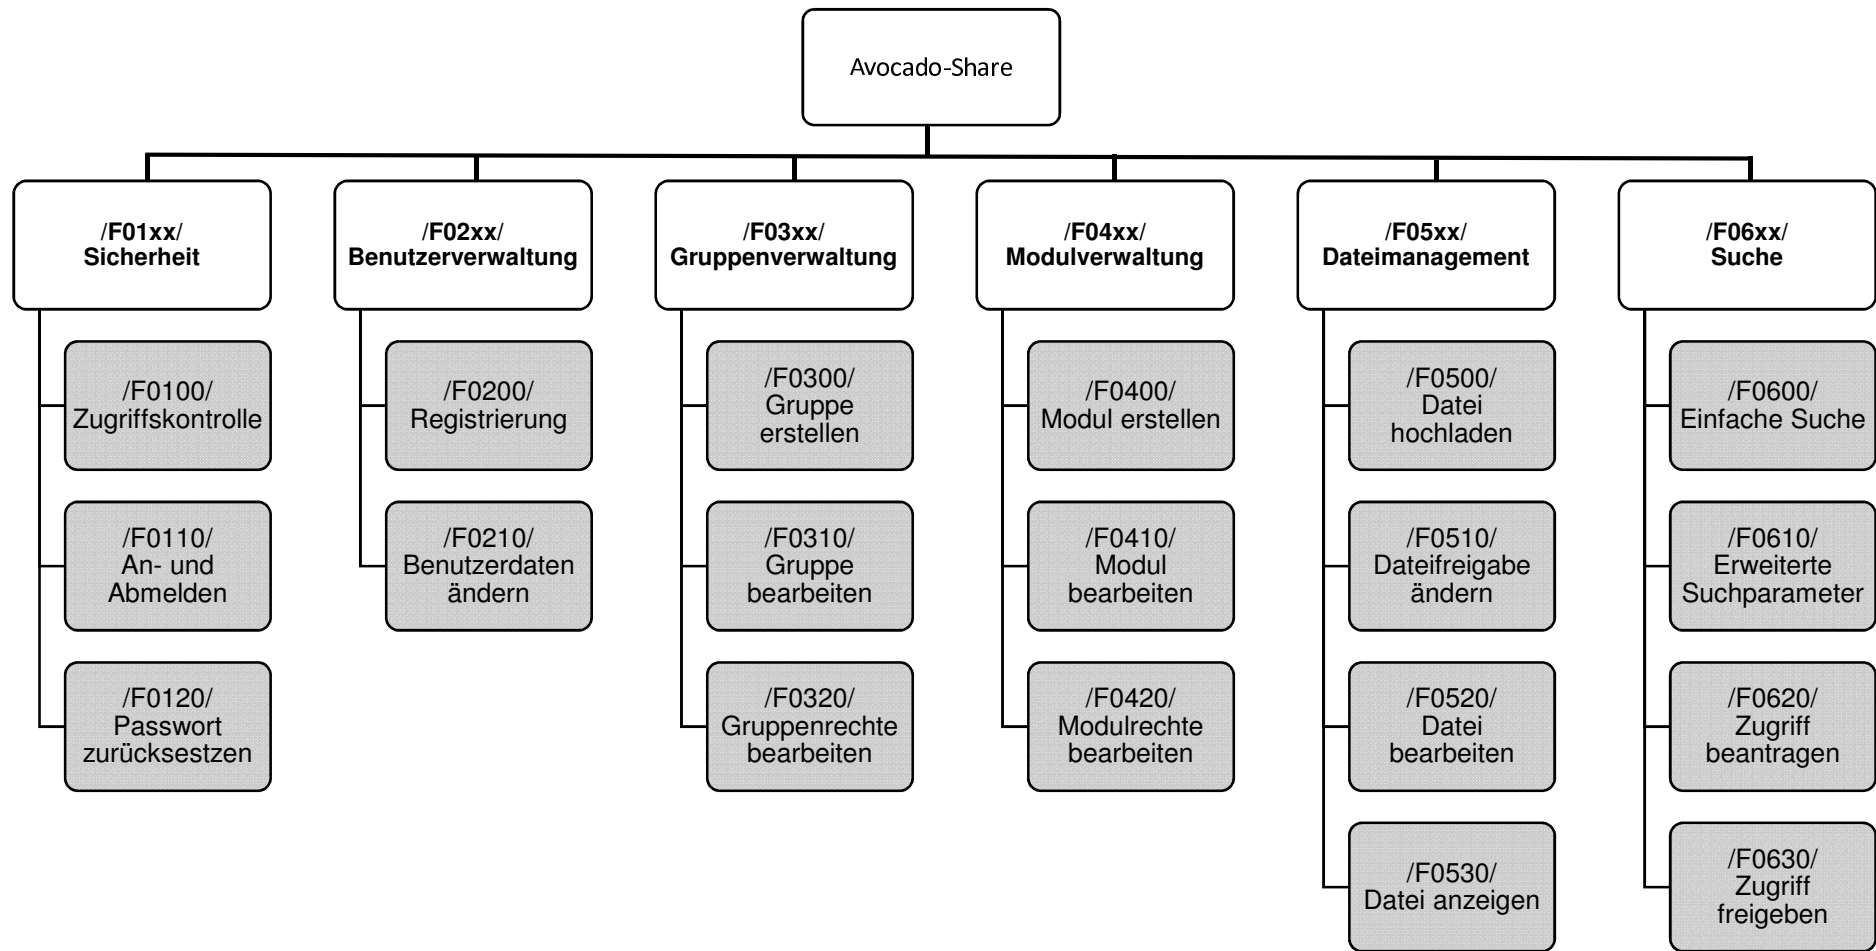 Avocado-Share
/F01xx/
Sicherheit
/F0100/
Zugriffskontrolle
/F0110/
An- und
Abmelden
/F0120/
Passwort
zurücksestzen
/F02xx/
Benutzerverwaltung
/F0200/
Registrierung
/F0210/
Benutzerdaten
ändern
/F03xx/
Gruppenverwaltung
/F0300/
Gruppe
erstellen
/F0310/
Gruppe
bearbeiten
/F0320/
Gruppenrechte
bearbeiten
/F04xx/
Modulverwaltung
/F0400/
Modul erstellen
/F0410/
Modul
bearbeiten
/F0420/
Modulrechte
bearbeiten
/F05xx/
Dateimanagement
/F0500/
Datei
hochladen
/F0510/
Dateifreigabe
ändern
/F0520/
Datei
bearbeiten
/F0530/
Datei anzeigen
/F06xx/
Suche
/F0600/
Einfache Suche
/F0610/
Erweiterte
Suchparameter
/F0620/
Zugriff
beantragen
/F0630/
Zugriff
freigeben